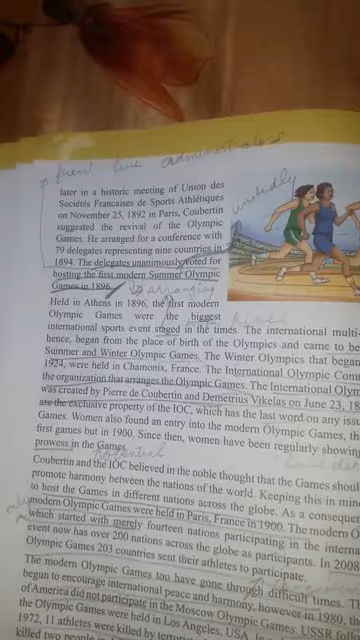 later in a historic meeting of Union des
Sociétés Francaises de Sports Athlétiques
on November 25, 1892 in Paris, Coubertin
suggested the revival of the Olympic
Games. He arranged for a conference with
79 delegates representing nine countries in
1894. The delegates unanimously voted for
hosting the first modern Summer Olympic
Games in 1896.
arranging
Held in Athens in 1896, the first modern
Olympic Games were the biggest
international sports event staged in the times. The international multi-
hence, began from the place of birth of the Olympics and came to be
Summer and Winter Olympic Games. The Winter Olympics that began
1924, were held in Chamonix, France. The International Olympic Com
the organization that arranges the Olympic Games. The International Olym
was created by Pierre de Coubertin and Demetrius Vikelas on June 23, 18
are the exclusive property of the IOC, which has the last word on any issu
Games. Women also found an entry into the modern Olympic Games, th
first games but in 1900. Since then, women have been regularly showing
prowess in the Games.
Coubertin and the IOC believed in the noble thought that the Games shoul
promote harmony between the nations of the world. Keeping this in mind
to host the Games in different nations across the globe. As a consequen
modern Olympic Games were held in Paris, France in 1900. The modern O
which started with merely fourteen nations participating in the interna
event now has over 200 nations across the globe as participants. In 2008
Olympic Games 203 countries sent their athletes to participate.
The modern Olympic Games too have gone through difficult times. T
begun to encourage international peace and harmony, however in 1980, th
of America did not participate in the Moscow Olympic Games. USSR
the Olympic Games were held in Los Angeles, USA
1972, 11 athletes were killed by
killed two people